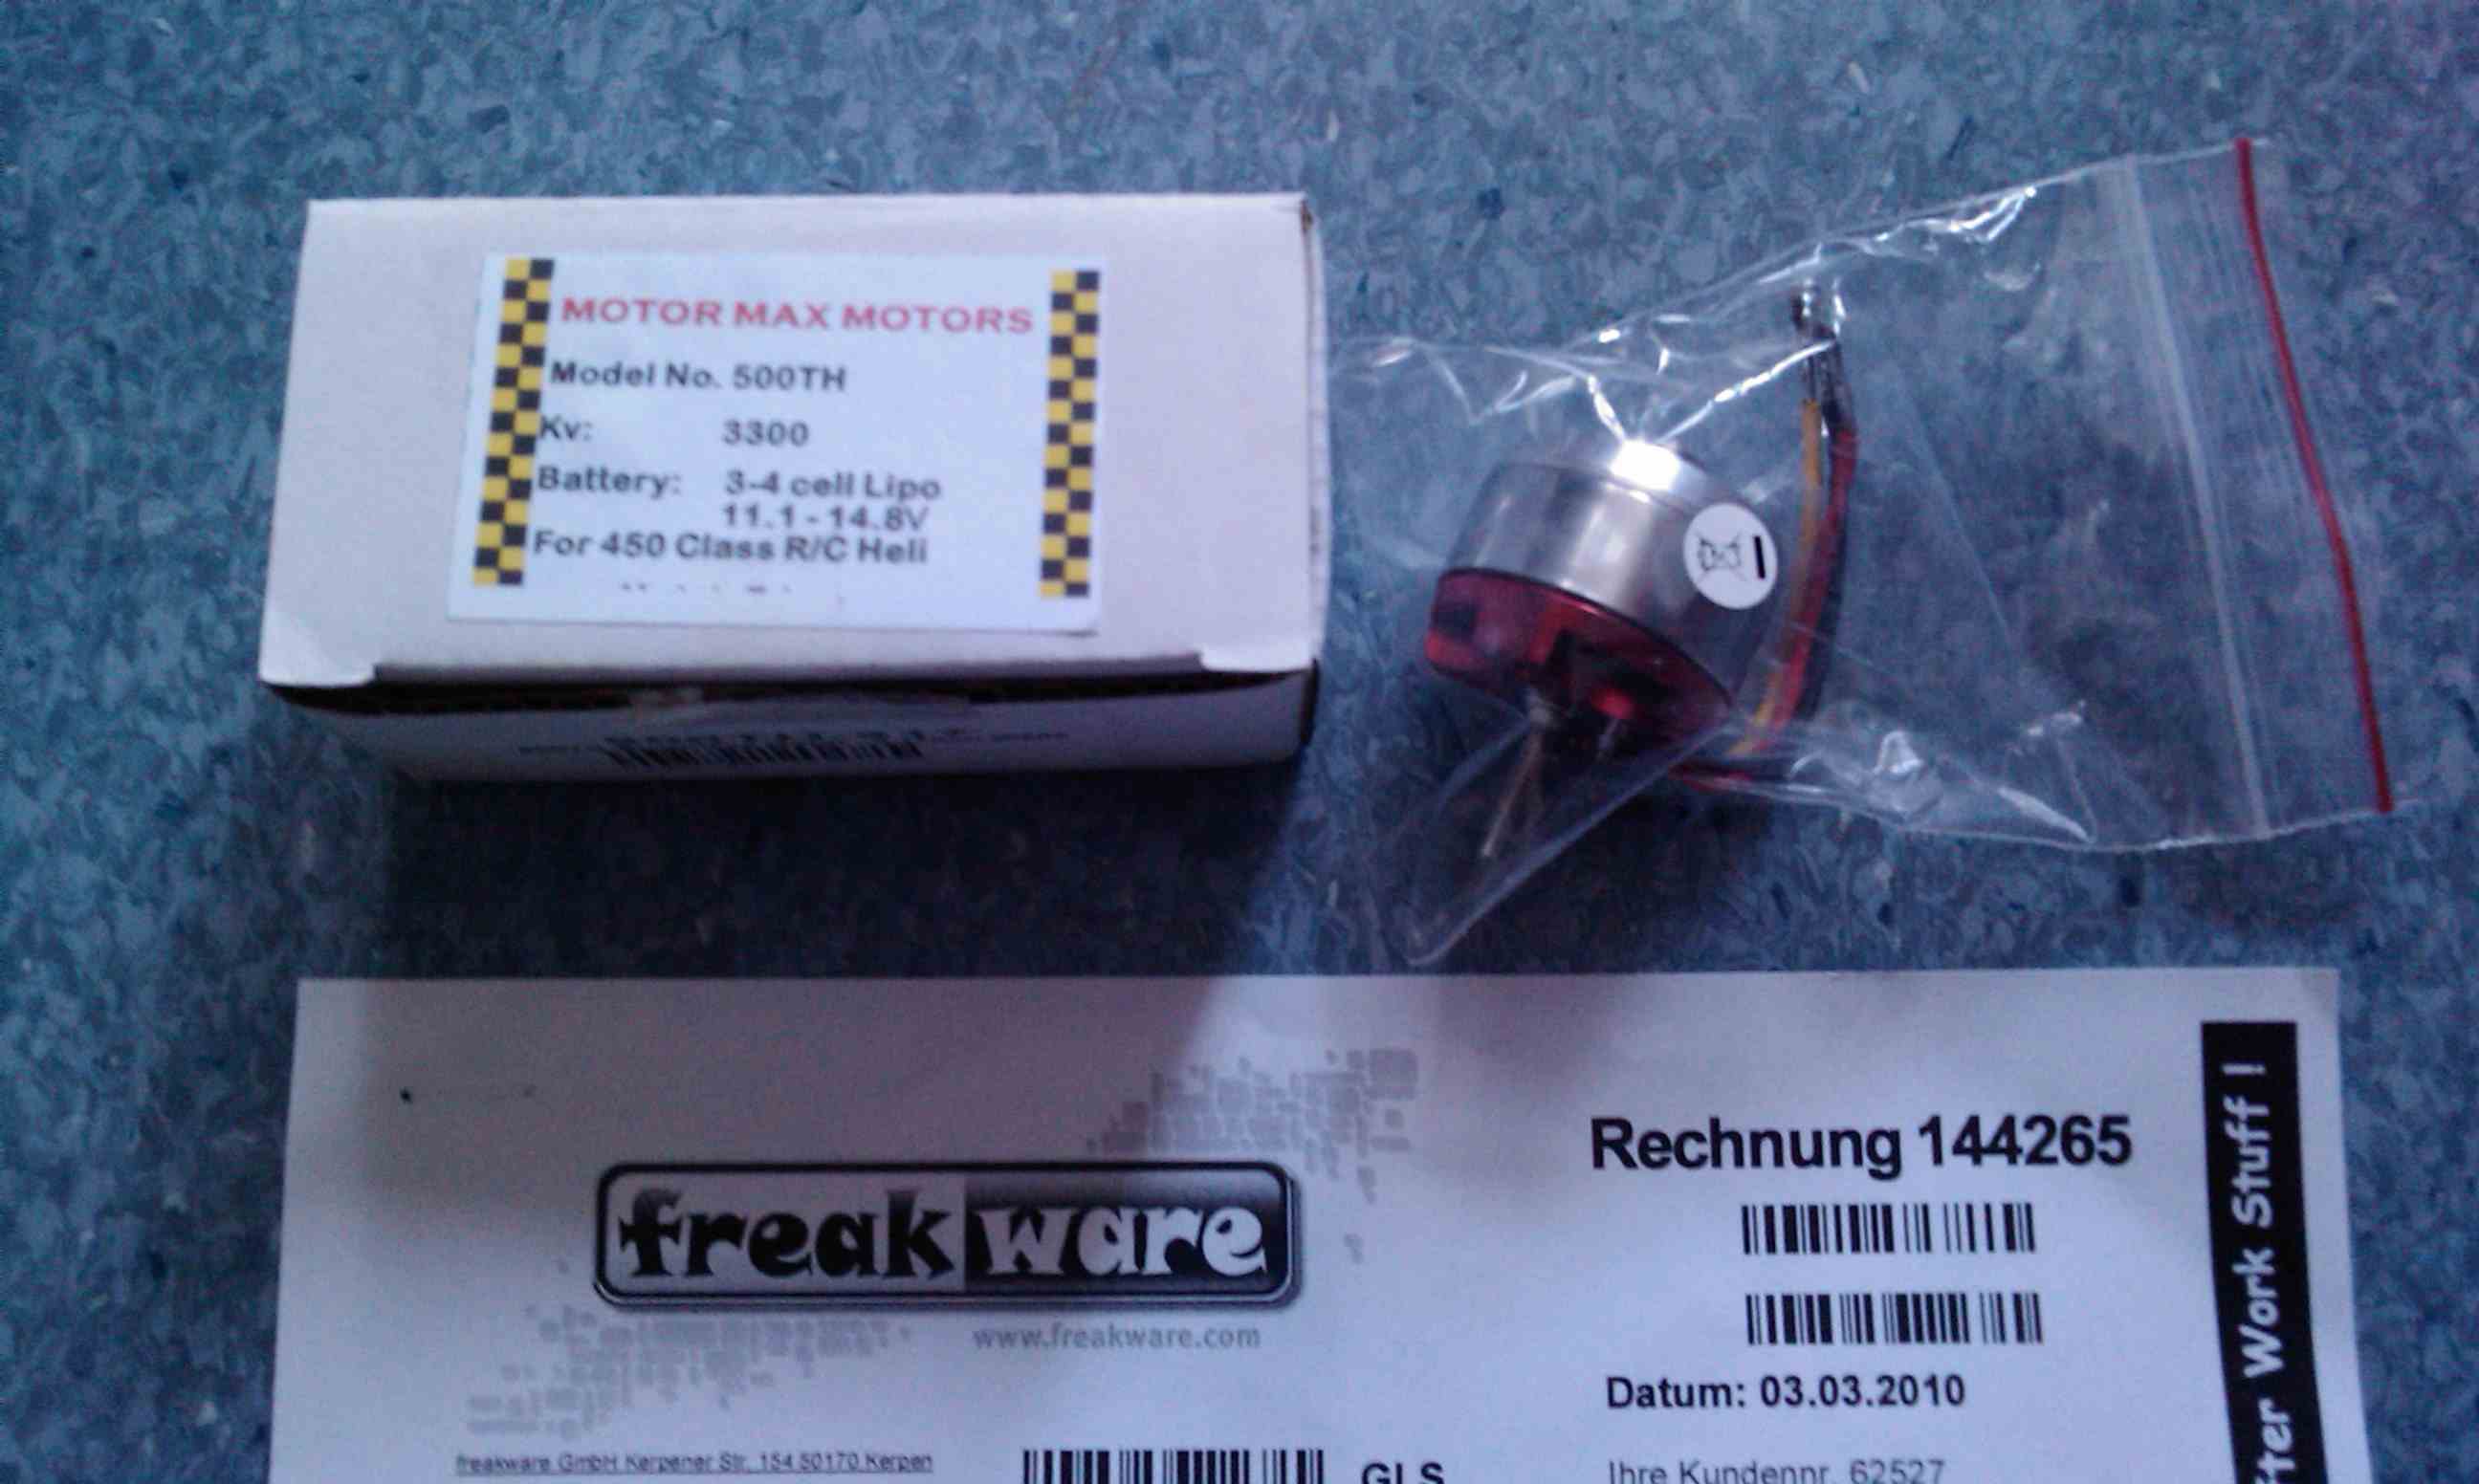 MOTOR MAX MOTORS
Model No. 500TH
Kv: 3300
Battery: 3-4 cell Lipo
11.1-14.8V
For 450 Class R/C Heli
freakware
www.freakware.com
Rechnung 144265
Datum: 03.03.2010
freakware GmbH Kerpener Str. 154 50170 Kerpen
GLS
Ihre Kundennr. 62527
fter Work Stuff !